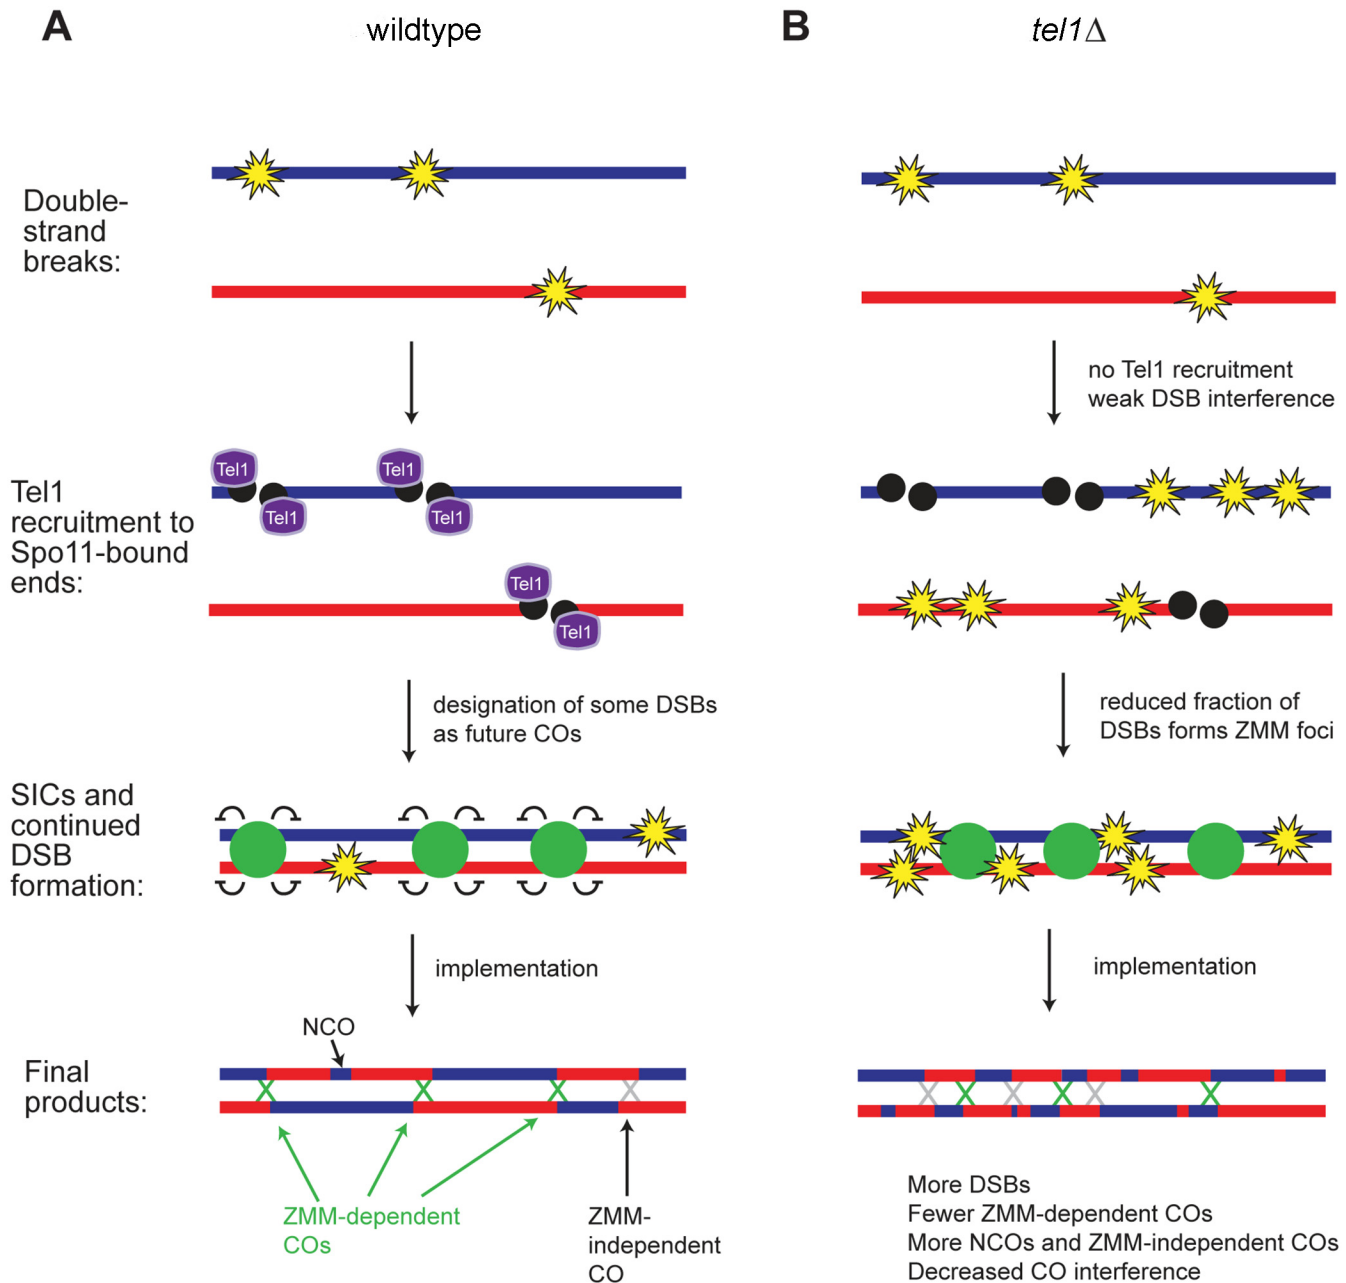 A
wildtype
B
tel1Δ
Double-
strand
breaks:
no Tel1 recruitment
weak DSB interference
Tel1
recruitment to
Spo11-bound
ends:
Tel1
Tel1
Tel1
Tel1
Tel1
Tel1
designation of some DSBs
as future COs
reduced fraction of
DSBs forms ZMM foci
SICs and
continued
DSB
formation:
implementation
implementation
NCO
Final
products:
ZMM-dependent
COs
ZMM-
independent
CO
More DSBs
Fewer ZMM-dependent COs
More NCOs and ZMM-independent COs
Decreased CO interference